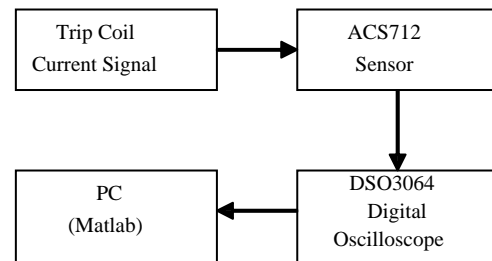 Trip Coil
Current Signal
ACS712
Sensor
PC
(Matlab)
DSO3064
Digital
Oscilloscope